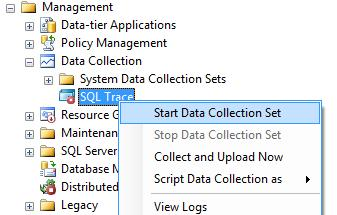 Management
Data-tier Applications
Policy Management
Data Collection
System Data Collection Sets
SQL Trace
Start Data Collection Set
Resource G
Stop Data Collection Set
Maintenan
Collect and Upload Now
SQL Server
Script Data Collection as
Database M
Distributed
View Logs
Legacy